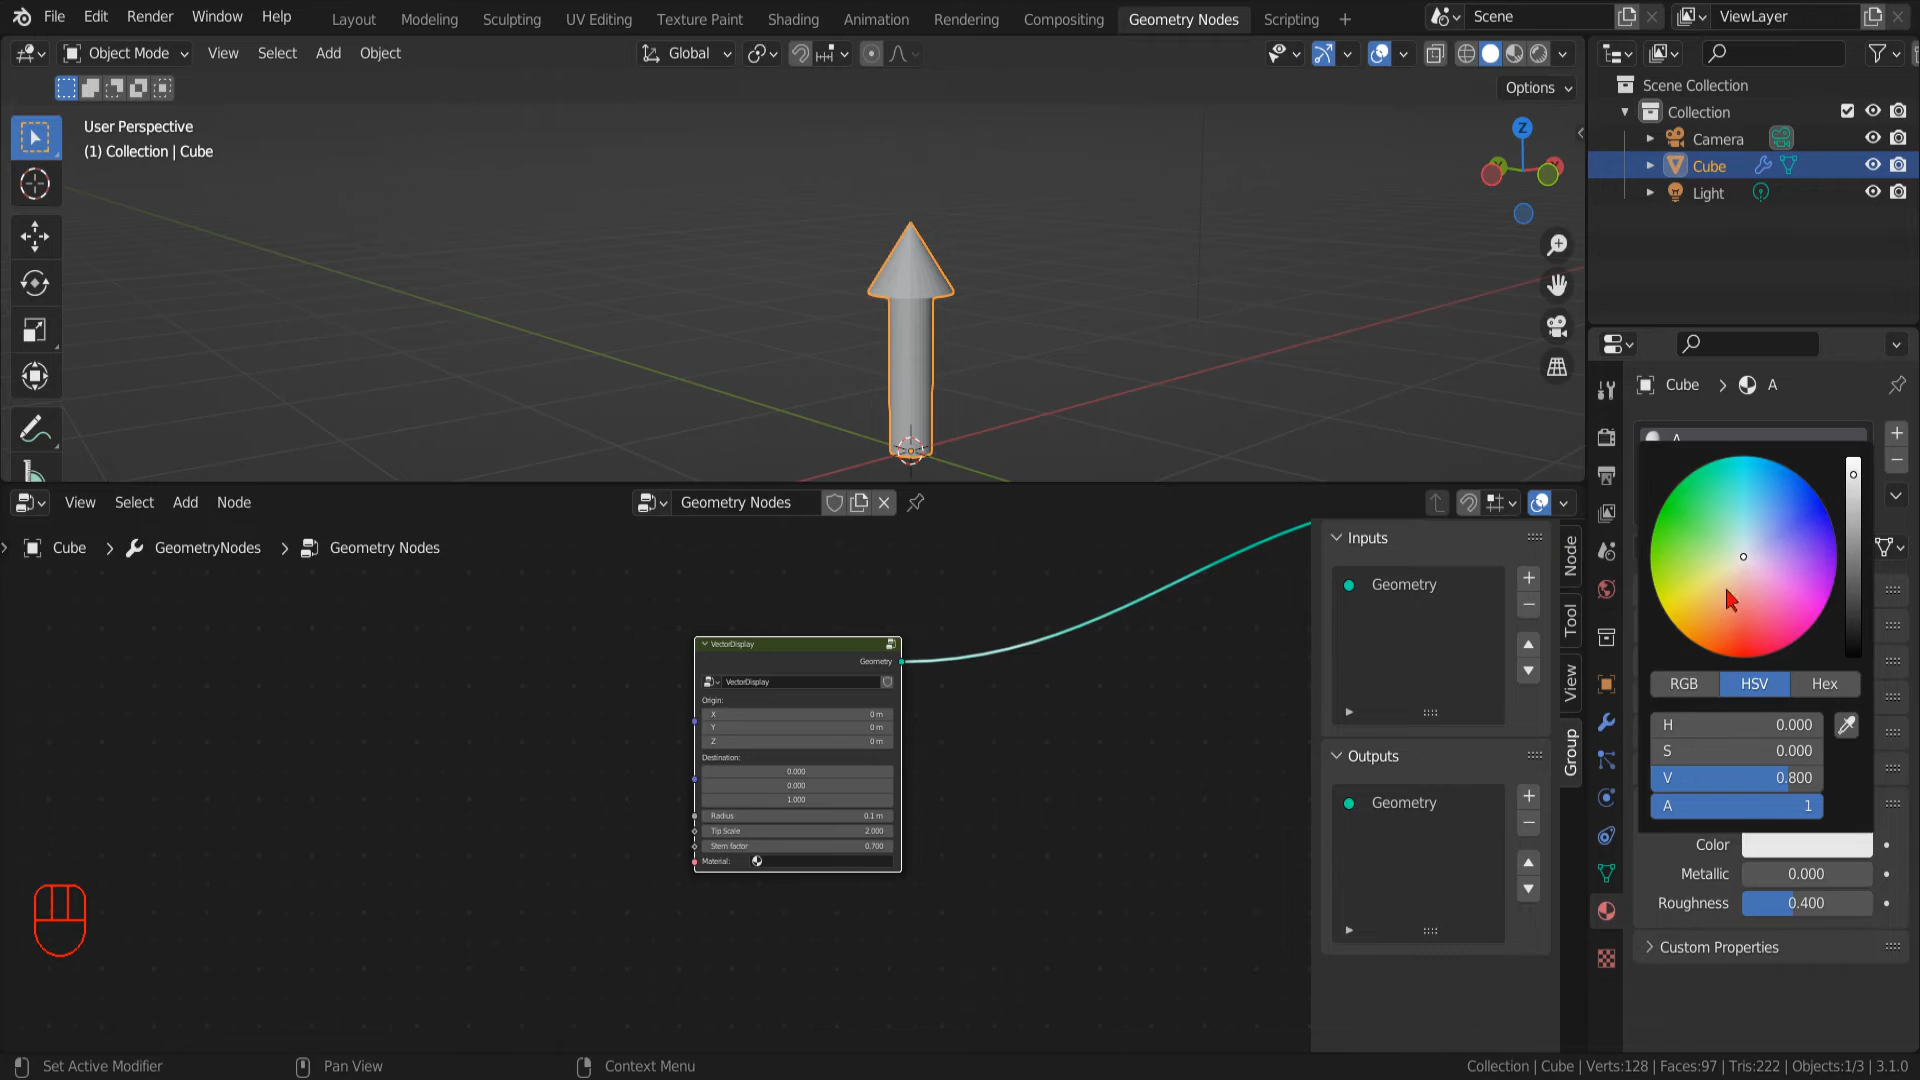 File Edit Render Window Help
Layout Modeling Sculpting UV Editing Texture Paint Shading Animation Rendering Compositing Geometry Nodes Scripting +
Scene
ViewLayer
Object Mode View Select Add Object
Global
Options
User Perspective
(1) Collection | Cube
Z
Scene Collection
Collection
Camera
Cube
Light
Cube > A
A
RGB HSV Hex
H 0.000
S 0.000
V 0.800
A 1
Color
Metallic 0.000
Roughness 0.400
Custom Properties
View Select Add Node
Geometry Nodes
Cube > GeometryNodes > Geometry Nodes
VectorDisplay
Geometry
VectorDisplay
Origin:
X 0 m
Y 0 m
Z 0 m
Destination:
0.000
0.000
1.000
Radius 0.1 m
Tip Scale 2.000
Stem factor 0.700
Material:
Inputs
Geometry
Outputs
Geometry
Node
Tool
View
Group
Set Active Modifier
Pan View
Context Menu
Collection | Cube | Verts:128 | Faces:97 | Tris:222 | Objects:1/3 | 3.1.0